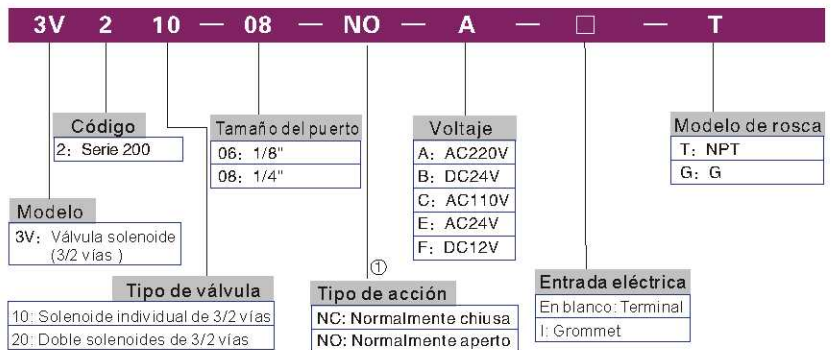 3V 2 10 — 08 — NO — A — □ — T
Código
2: Serie 200
Tamaño del puerto
06: 1/8"
08: 1/4"
Voltaje
A: AC220V
B: DC24V
C: AC110V
E: AC24V
F: DC12V
Modelo de rosca
T: NPT
G: G
Modelo
3V: Válvula solenoide
(3/2 vías )
Tipo de válvula
10: Solenoide individual de 3/2 vías
20: Doble solenoides de 3/2 vías
①
Tipo de acción
NC: Normalmente chiusa
NO: Normalmente aperto
Entrada eléctrica
En blanco: Terminal
I: Grommet